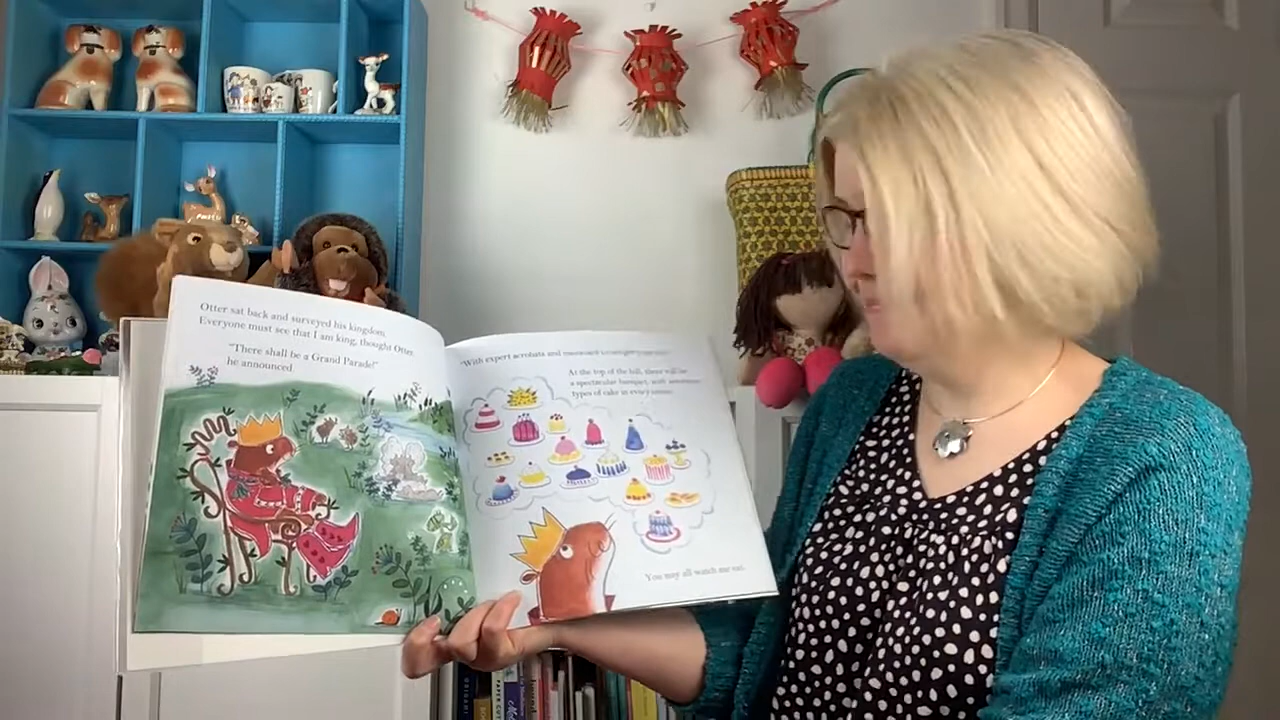 Otter sat back and surveyed his kingdom.
Everyone must see that I am king, thought Otter.
"There shall be a Grand Parade!"
he announced.
"With expert acrobats and
At the top of the hill, there will be
a spectacular banquet, with
types of cake in every
You may all watch me eat.
PAPER CUT